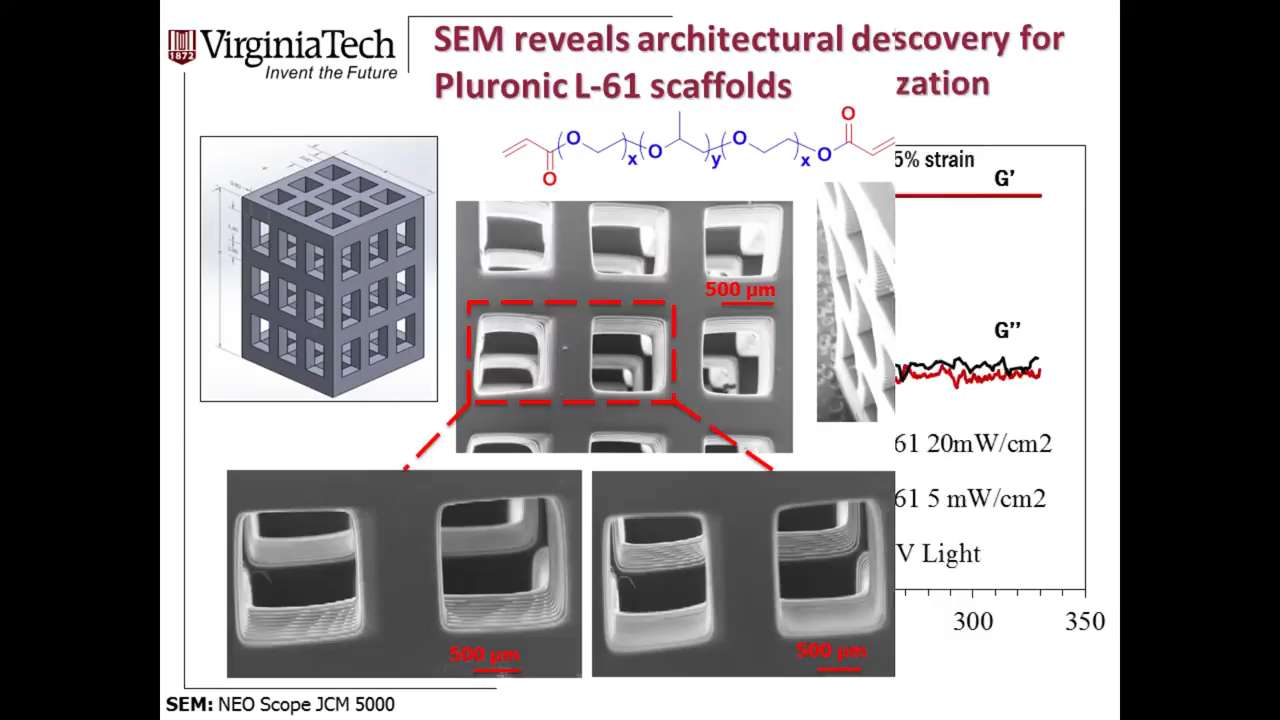 VirginiaTech
1872
Invent the Future
SEM reveals architectural descovery for
Pluronic L-61 scaffolds
zation
O
O
x
O
y
O
x
O
O
5% strain
G’
500 µm
G’’
61 20mW/cm2
61 5 mW/cm2
V Light
300
350
500 µm
500 µm
SEM: NEO Scope JCM 5000